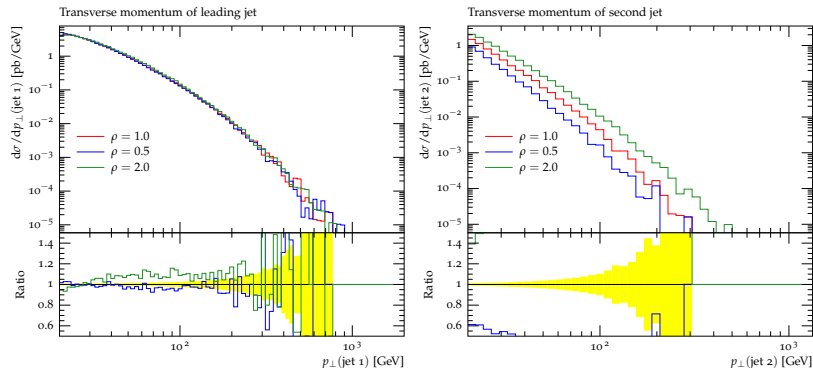 Transverse momentum of leading jet
dσ/dp⊥(jet 1) [pb/GeV]
1
10⁻¹
10⁻²
10⁻³
10⁻⁴
10⁻⁵
ρ = 1.0
ρ = 0.5
ρ = 2.0
Ratio
1.4
1.2
1
0.8
0.6
10²
10³
p⊥(jet 1) [GeV]
Transverse momentum of second jet
dσ/dp⊥(jet 2) [pb/GeV]
1
10⁻¹
10⁻²
10⁻³
10⁻⁴
10⁻⁵
ρ = 1.0
ρ = 0.5
ρ = 2.0
Ratio
1.4
1.2
1
0.8
0.6
10²
10³
p⊥(jet 2) [GeV]